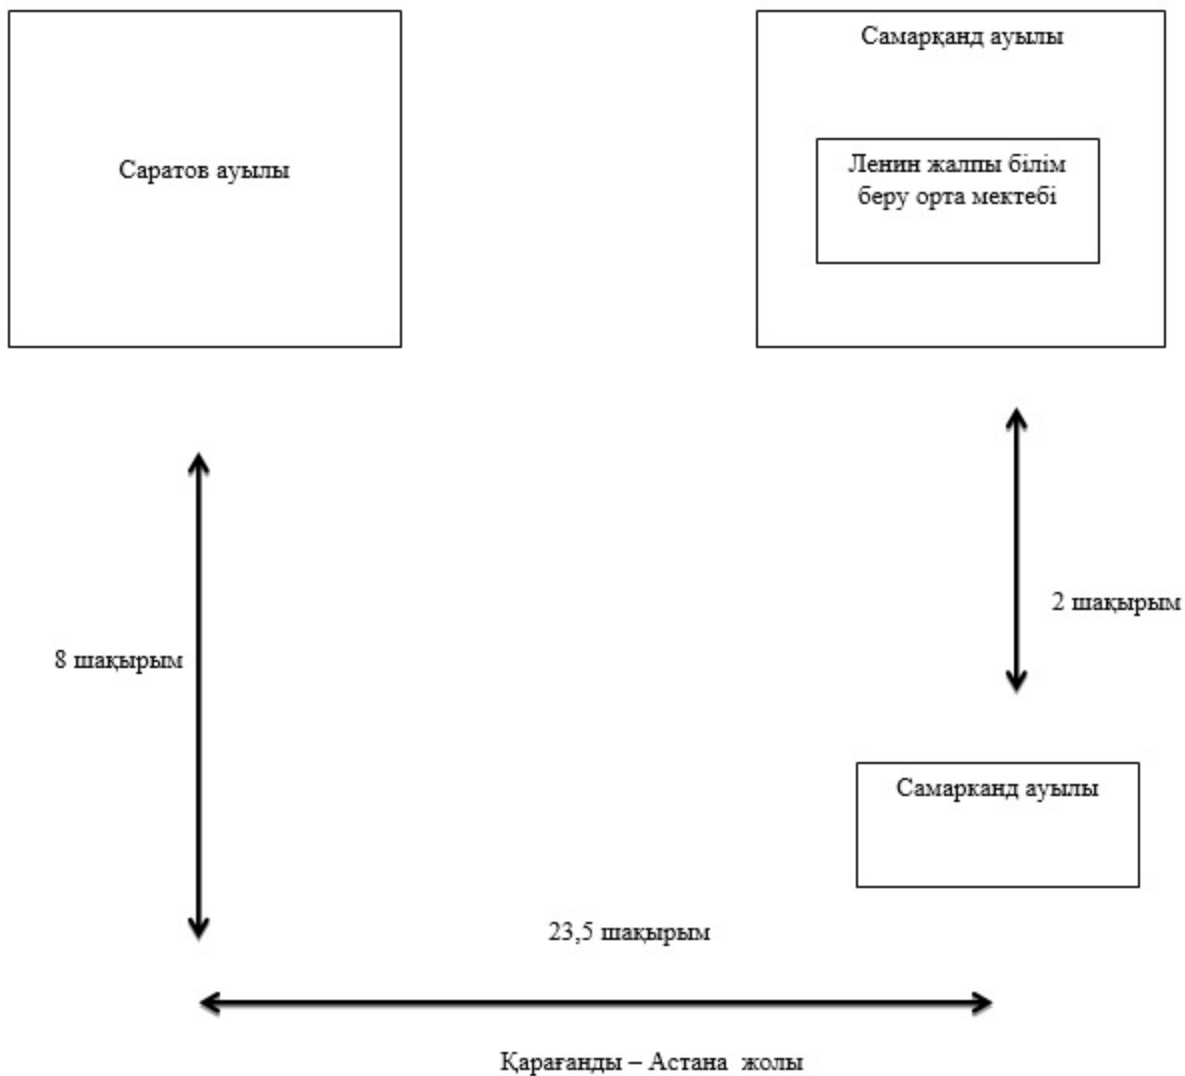 Самарқанд ауылы
Саратов ауылы
Ленин жалпы білім
беру орта мектебі
2 шақырым
8 шақырым
Самарканд ауылы
23,5 шақырым
Қарағанды – Астана жолы